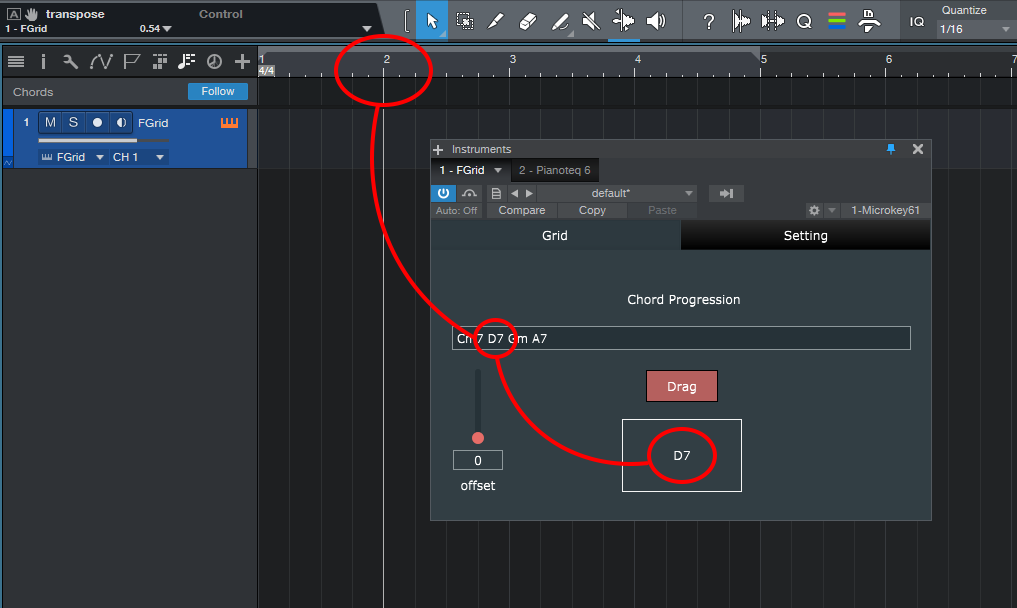 A transpose Control
1 - FGrid 0.54
? Q IQ Quantize
1/16
1 2 3 4 5 6 7
4/4
Chords Follow
1 M S FGrid
FGrid CH 1
Instruments
1 - FGrid 2 - Pianoteq 6
default*
Auto: Off Compare Copy Paste 1-Microkey61
Grid Setting
Chord Progression
D7 Gm A7
Drag
0 D7
offset